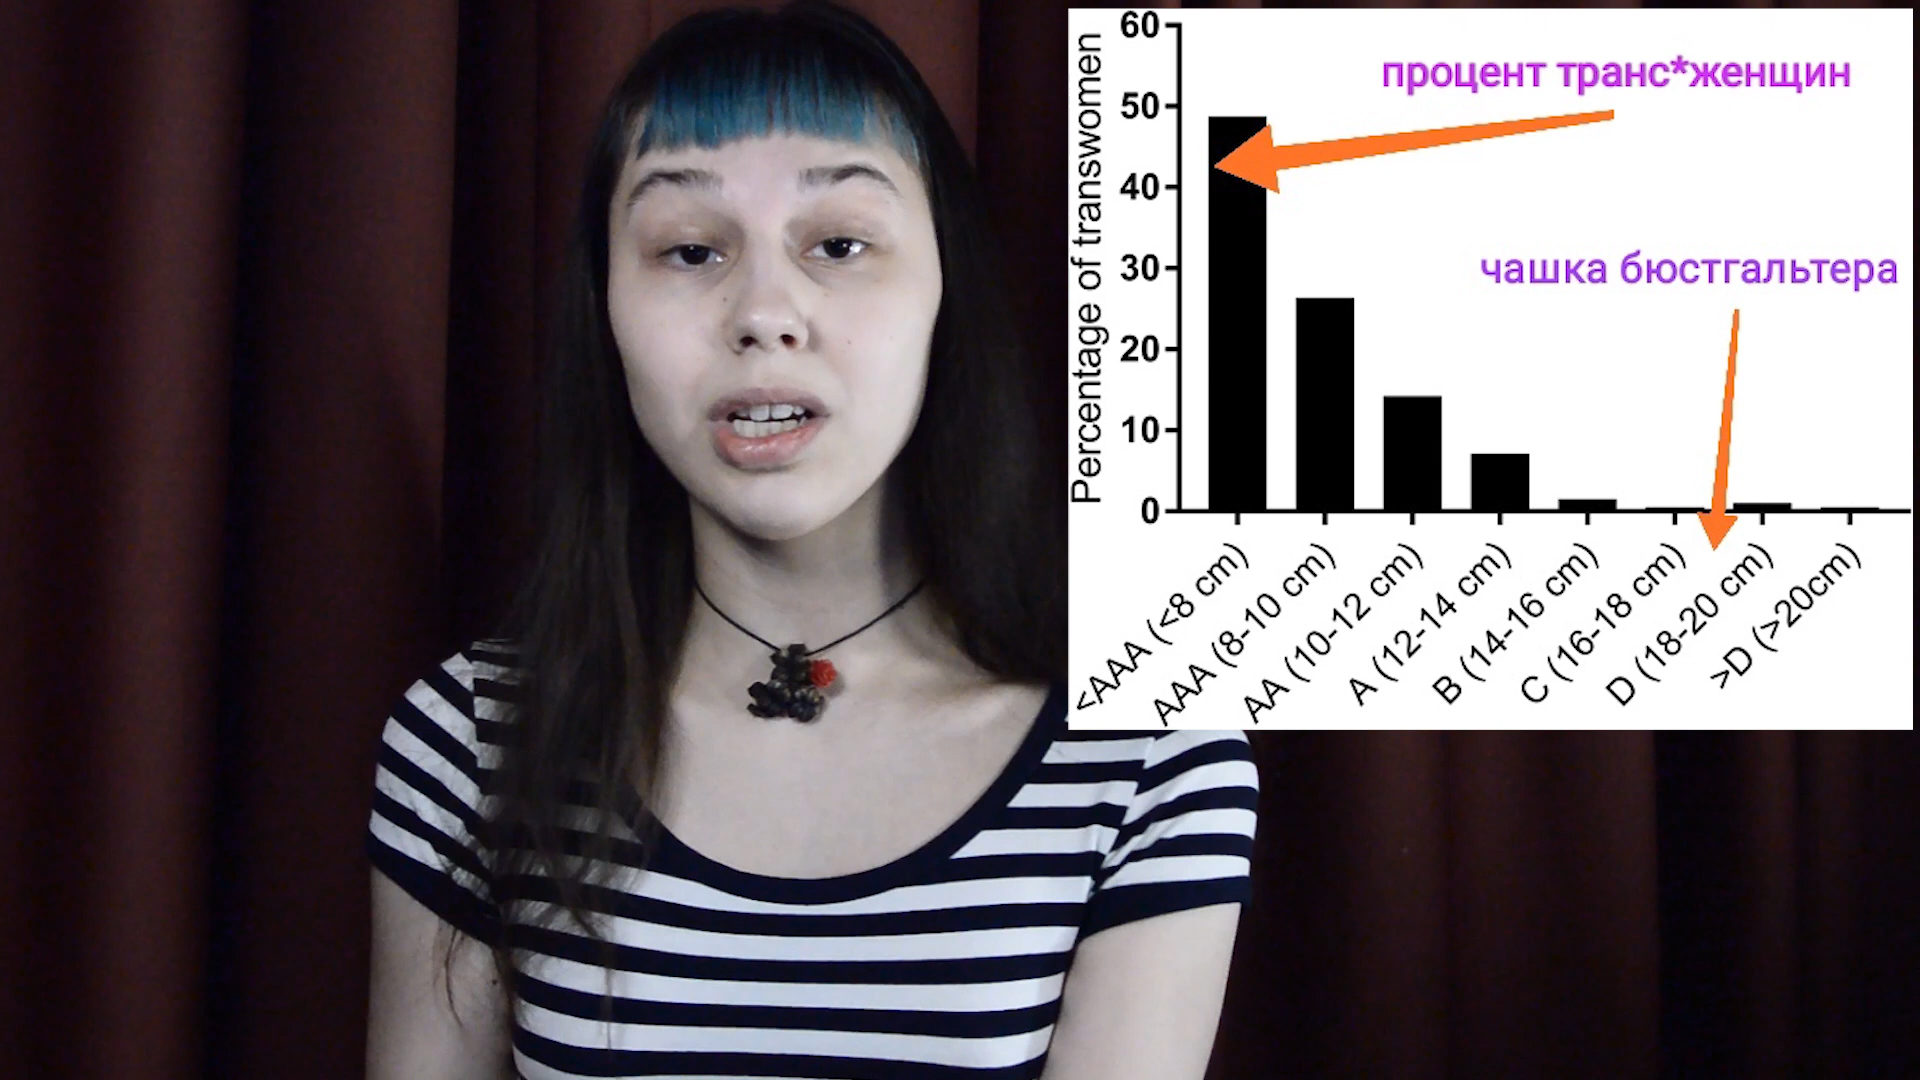 60
50
40
30
20
10
0
Percentage of transwomen
процент транс*женщин
чашка бюстгальтера
<AAA (<8 cm)
AAA (8-10 cm)
AA (10-12 cm)
A (12-14 cm)
B (14-16 cm)
C (16-18 cm)
D (18-20 cm)
>D (>20cm)